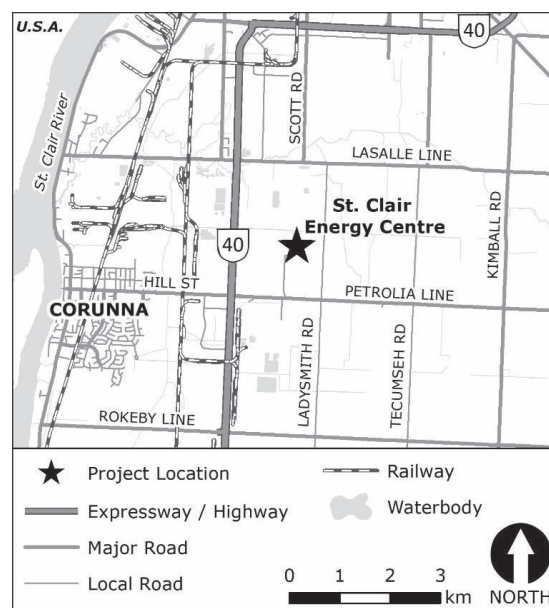 U.S.A.
40
St. Clair River
SCOTT RD
LASALLE LINE
St. Clair
Energy Centre
KIMBALL RD
40
HILL ST
PETROLIA LINE
CORUNNA
LADYSMITH RD
TECUMSEH RD
40
ROKEBY LINE
Project Location
Railway
Expressway / Highway
Waterbody
Major Road
Local Road
0 1 2 3
km
NORTH